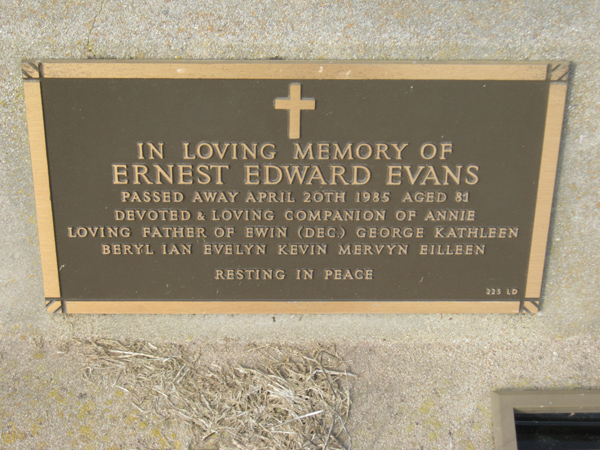 IN LOVING MEMORY OF
ERNEST EDWARD EVANS
PASSED AWAY APRIL 20TH 1985 AGED 81
DEVOTED & LOVING COMPANION OF ANNIE
LOVING FATHER OF EWIN (DEC.) GEORGE KATHLEEN
BERYL IAN EVELYN KEVIN MERVYN EILLEEN
RESTING IN PEACE
225 LD